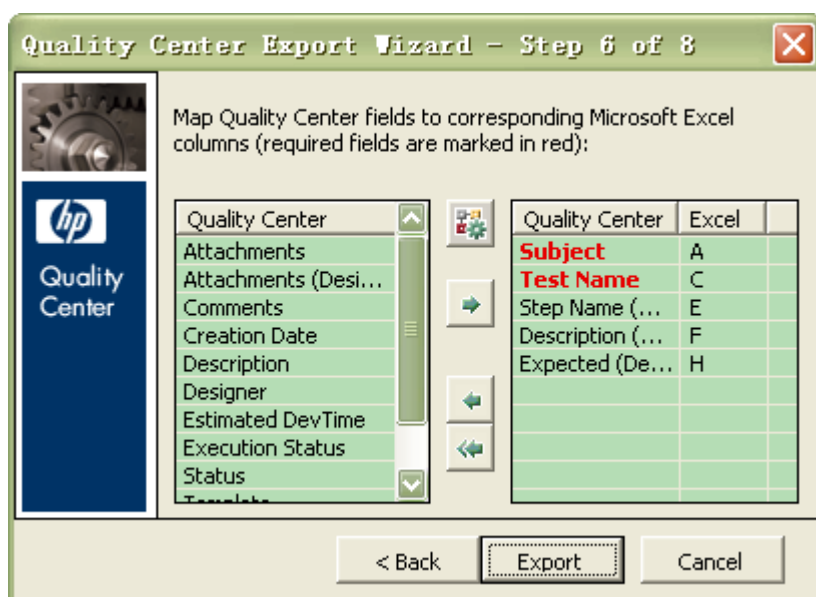 Quality Center Export Wizard - Step 6 of 8
Map Quality Center fields to corresponding Microsoft Excel
columns (required fields are marked in red):
hp
Quality
Center
Quality Center
Attachments
Attachments (Desi...
Comments
Creation Date
Description
Designer
Estimated DevTime
Execution Status
Status
Template
Quality Center Excel
Subject A
Test Name C
Step Name (... E
Description (... F
Expected (De... H
< Back Export Cancel